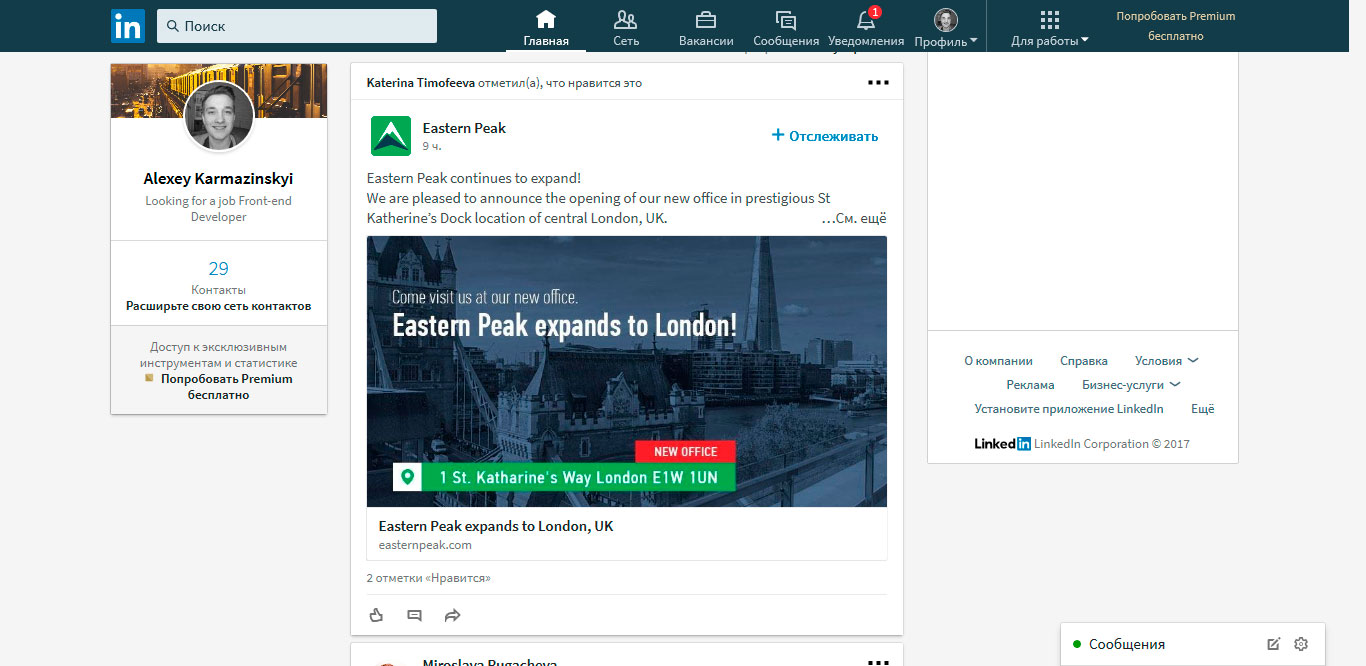 in
Поиск
Главная
Сеть
Вакансии
Сообщения
1
Уведомления
Профиль
Для работы
Попробовать Premium
бесплатно
Alexey Karmazinskyi
Looking for a job Front-end
Developer
29
Контакты
Расширьте свою сеть контактов
Доступ к эксклюзивным
инструментам и статистике
Попробовать Premium
бесплатно
Katerina Timofeeva отметил(а), что нравится это
Eastern Peak
9 ч.
+ Отслеживать
Eastern Peak continues to expand!
We are pleased to announce the opening of our new office in prestigious St
Katherine’s Dock location of central London, UK.
…См. ещё
Come visit us at our new office.
Eastern Peak expands to London!
NEW OFFICE
1 St. Katharine's Way London E1W 1UN
Eastern Peak expands to London, UK
easternpeak.com
2 отметки «Нравится»
Miroslava Pugacheva
О компании Справка Условия
Реклама Бизнес-услуги
Установите приложение LinkedIn Ещё
Linked in LinkedIn Corporation © 2017
Сообщения